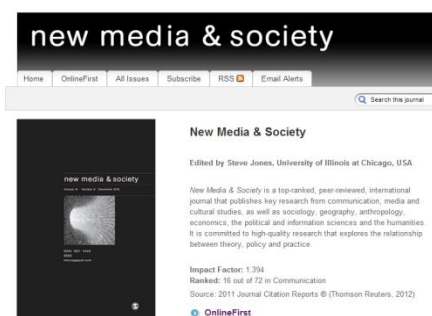 new media & society
Home
OnlineFirst
All Issues
Subscribe
RSS
Email Alerts
Search this journal
New Media & Society
new media & society
Edited by Steve Jones, University of Illinois at Chicago, USA
New Media & Society is a top-ranked, peer-reviewed, international
journal that publishes key research from communication, media and
cultural studies, as well as sociology, geography, anthropology,
economics, the political and information sciences and the humanities.
It is committed to high-quality research that explores the relationship
between theory, policy and practice.
Impact Factor: 1.394
Ranked: 16 out of 72 in Communication
Source: 2011 Journal Citation Reports © (Thomson Reuters, 2012)
OnlineFirst